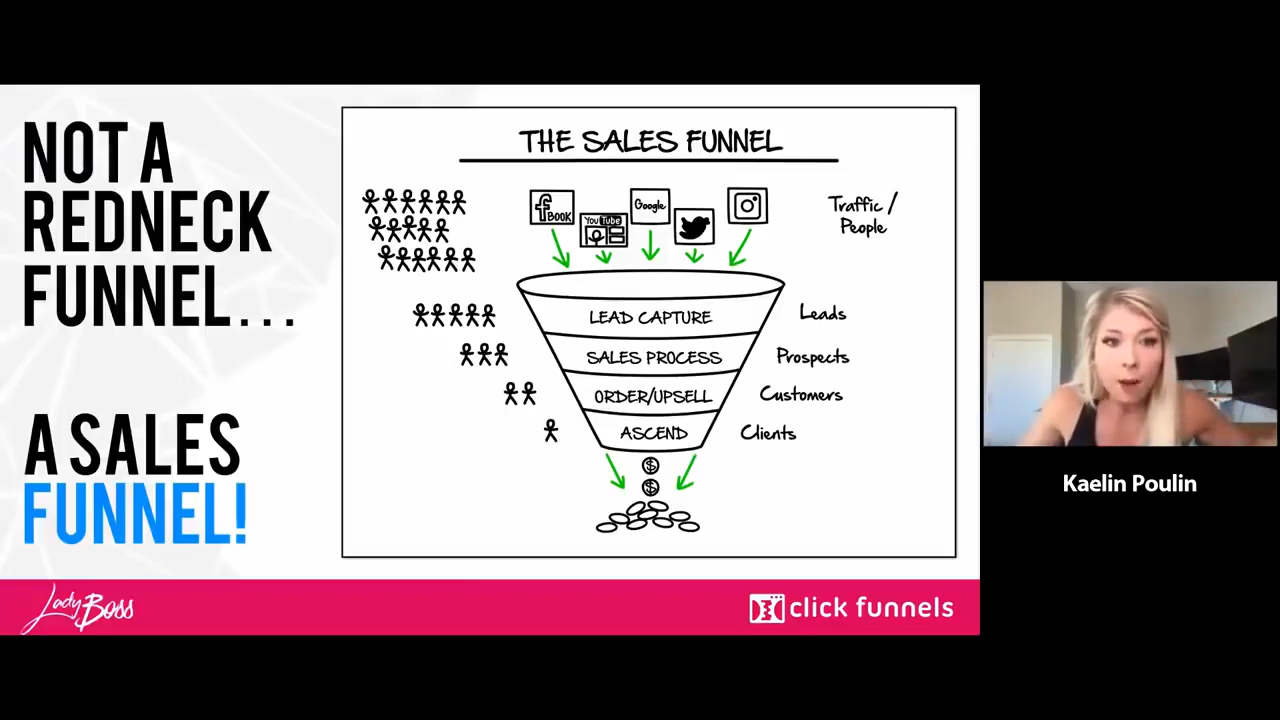 NOT A
REDNECK
FUNNEL...
A SALES
FUNNEL!
THE SALES FUNNEL
f BOOK
YouTube
Google
Traffic /
People
LEAD CAPTURE
Leads
SALES PROCESS
Prospects
ORDER/UPSELL
Customers
ASCEND
Clients
$
$
LadyBoss
click funnels
Kaelin Poulin